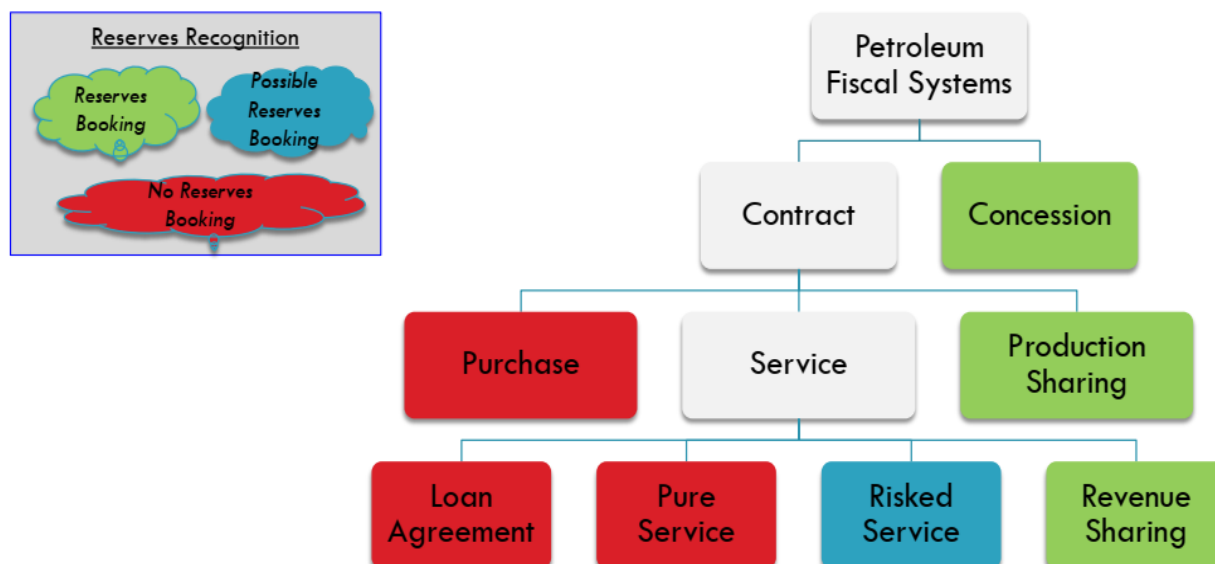 Reserves Recognition
Reserves
Booking
Possible
Reserves
Booking
No Reserves
Booking
Petroleum
Fiscal Systems
Contract
Concession
Purchase
Service
Production
Sharing
Loan
Agreement
Pure
Service
Risked
Service
Revenue
Sharing